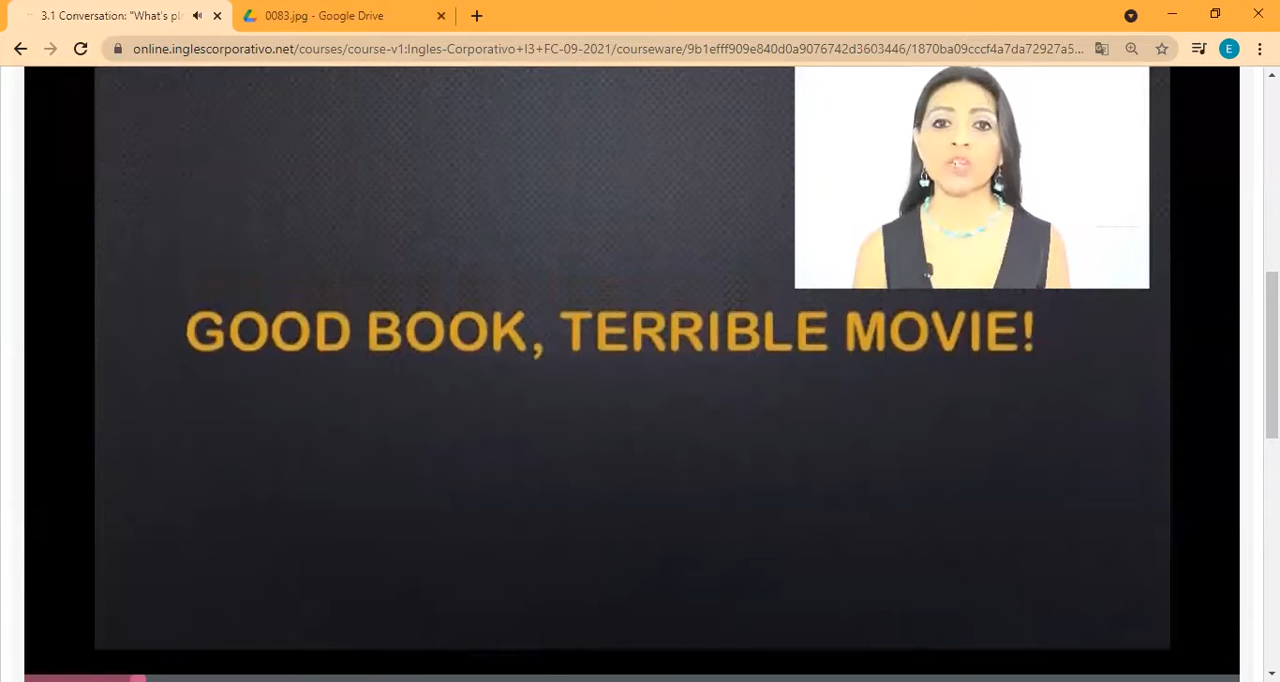 3.1 Conversation: "What's pl
0083.jpg - Google Drive
online.inglescorporativo.net/courses/course-v1:Ingles-Corporativo+I3+FC-09-2021/courseware/9b1efff909e840d0a9076742d3603446/1870ba09cccf4a7da72927a5...
E
GOOD BOOK, TERRIBLE MOVIE!